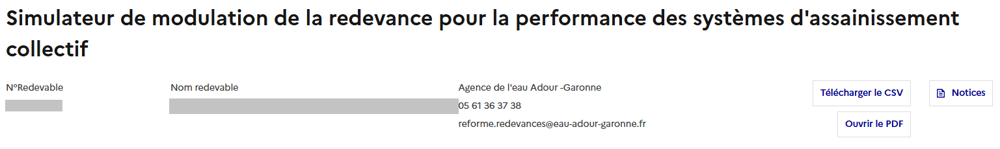 Simulateur de modulation de la redevance pour la performance des systèmes d'assainissement
collectif
N°Redevable
Nom redevable
Agence de l'eau Adour -Garonne
05 61 36 37 38
reforme.redevances@eau-adour-garonne.fr
Télécharger le CSV
Notices
Ouvrir le PDF